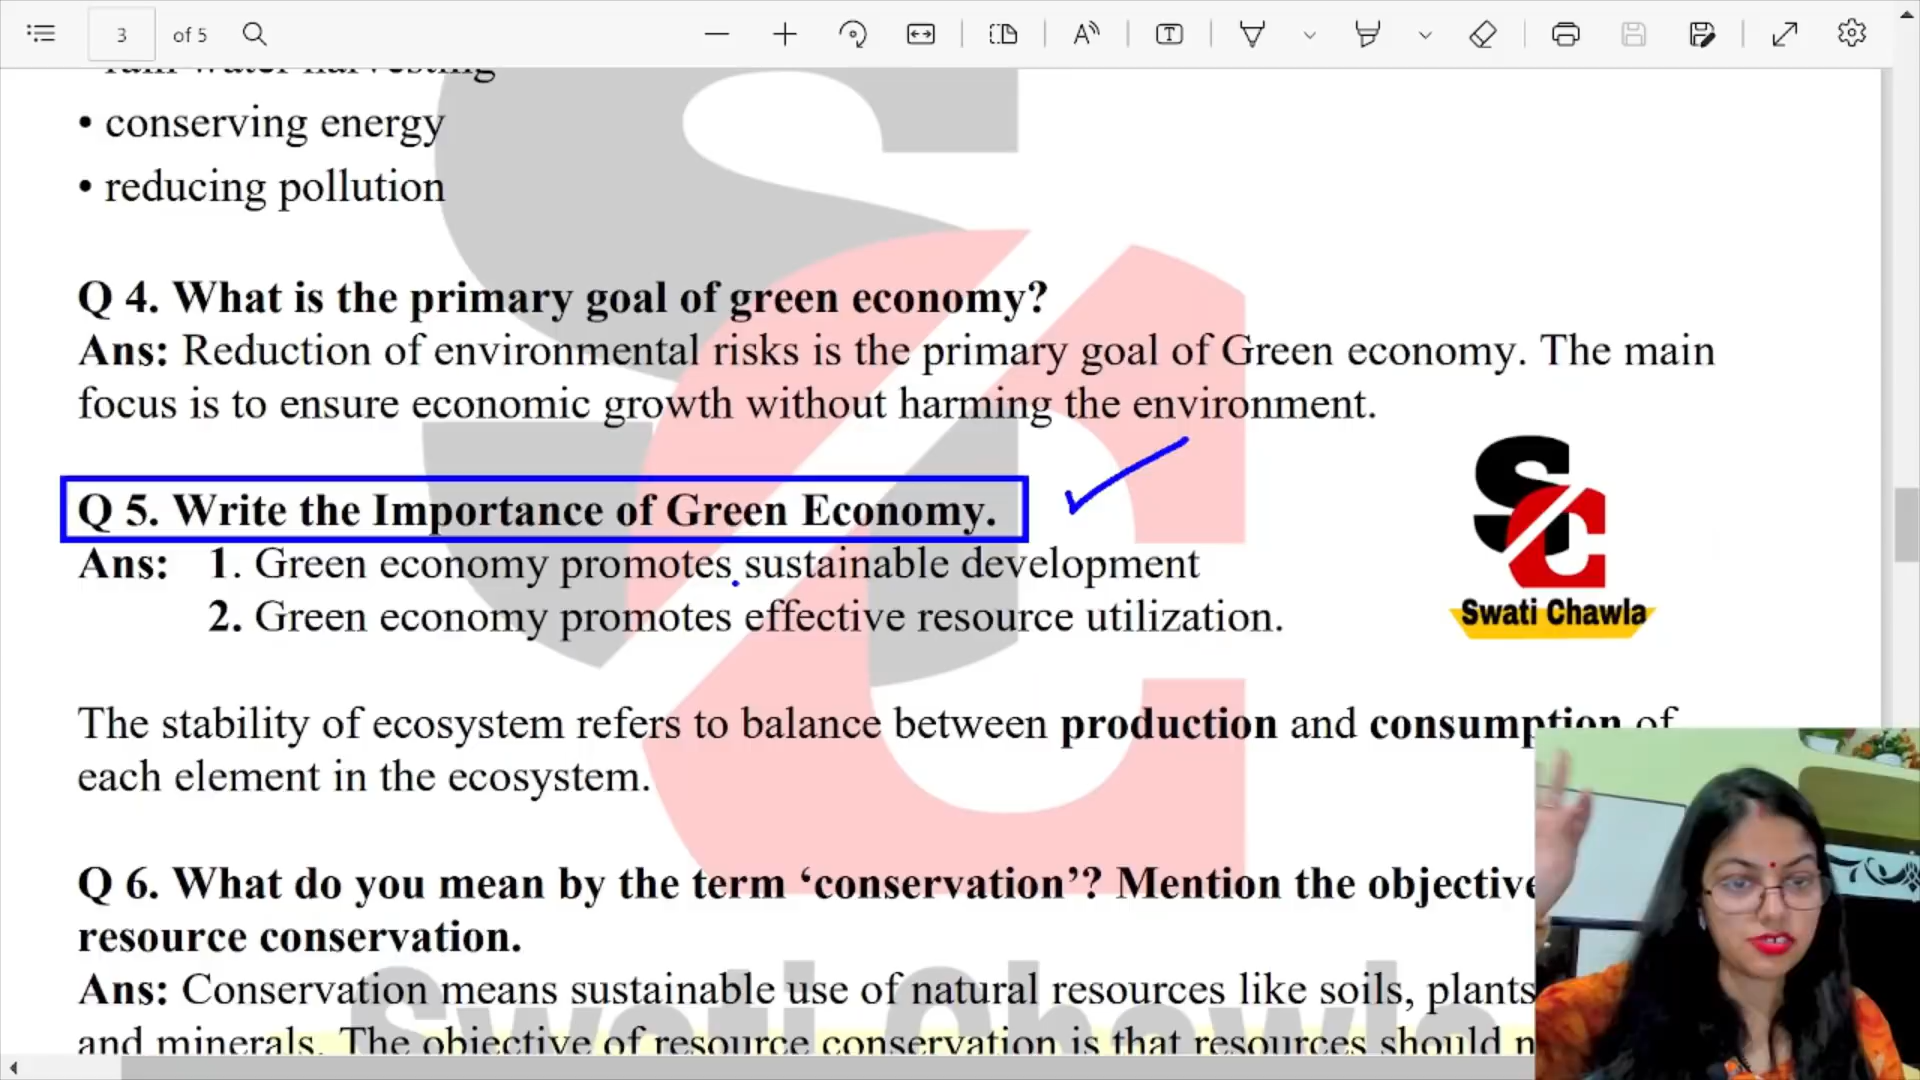 3 of 5
rain water harvesting
• conserving energy
• reducing pollution
Q 4. What is the primary goal of green economy?
Ans: Reduction of environmental risks is the primary goal of Green economy. The main
focus is to ensure economic growth without harming the environment.
Q 5. Write the Importance of Green Economy.
Ans: 1. Green economy promotes sustainable development
2. Green economy promotes effective resource utilization.
SC
Swati Chawla
The stability of ecosystem refers to balance between production and consumption of
each element in the ecosystem.
Q 6. What do you mean by the term ‘conservation’? Mention the objective
resource conservation.
Ans: Conservation means sustainable use of natural resources like soils, plants
and minerals. The objective of resource conservation is that resources should n
Swati Chawla